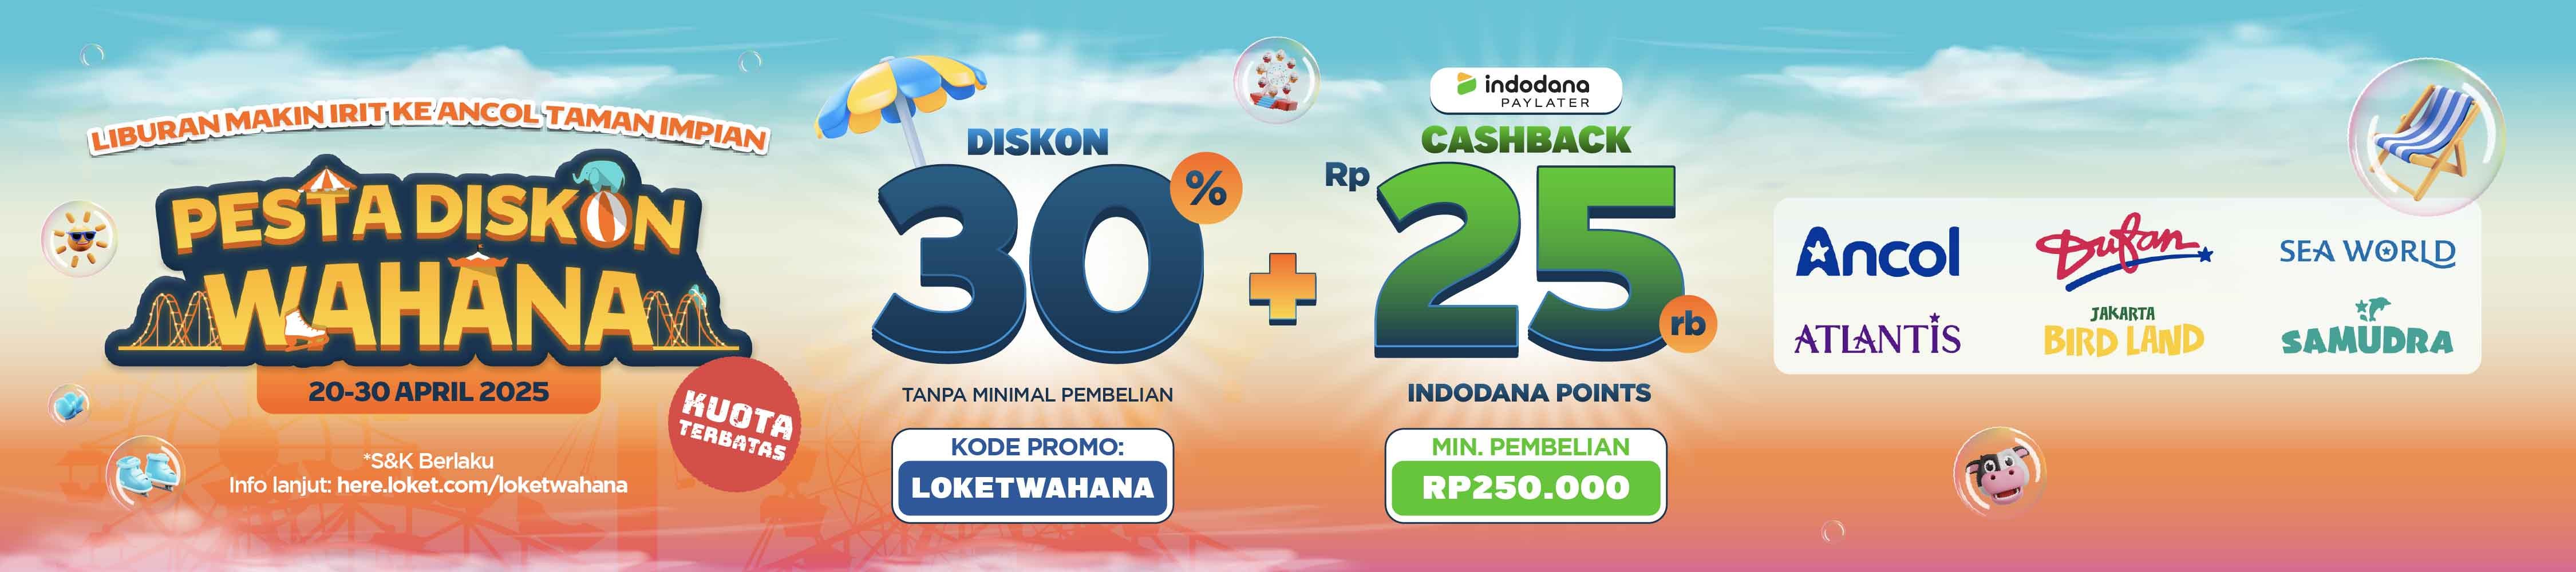 LIBURAN MAKIN IRIT KE ANCOL TAMAN IMPIAN
PESTA DISKON
WAHANA
20-30 APRIL 2025
KUOTA
TERBATAS
*S&K Berlaku
Info lanjut: here.loket.com/loketwahana
DISKON
30%
TANPA MINIMAL PEMBELIAN
KODE PROMO:
LOKETWAHANA
+
indodana
PAYLATER
CASHBACK
Rp 25 rb
INDODANA POINTS
MIN. PEMBELIAN
RP250.000
Ancol
Dufan
SEA WORLD
ATLANTIS
JAKARTA
BIRD LAND
SAMUDRA